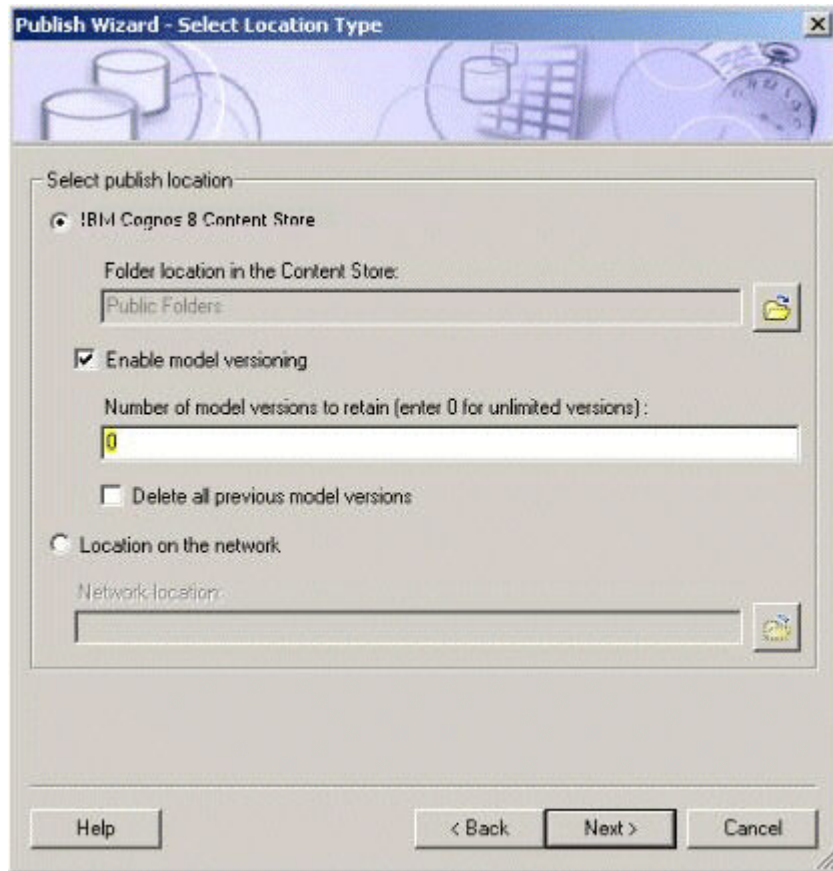 Publish Wizard - Select Location Type
Select publish location
IBM Cognos 8 Content Store
Folder location in the Content Store:
Public Folders
Enable model versioning
Number of model versions to retain (enter 0 for unlimited versions) :
0
Delete all previous model versions
Location on the network
Network location:
Help
< Back
Next >
Cancel